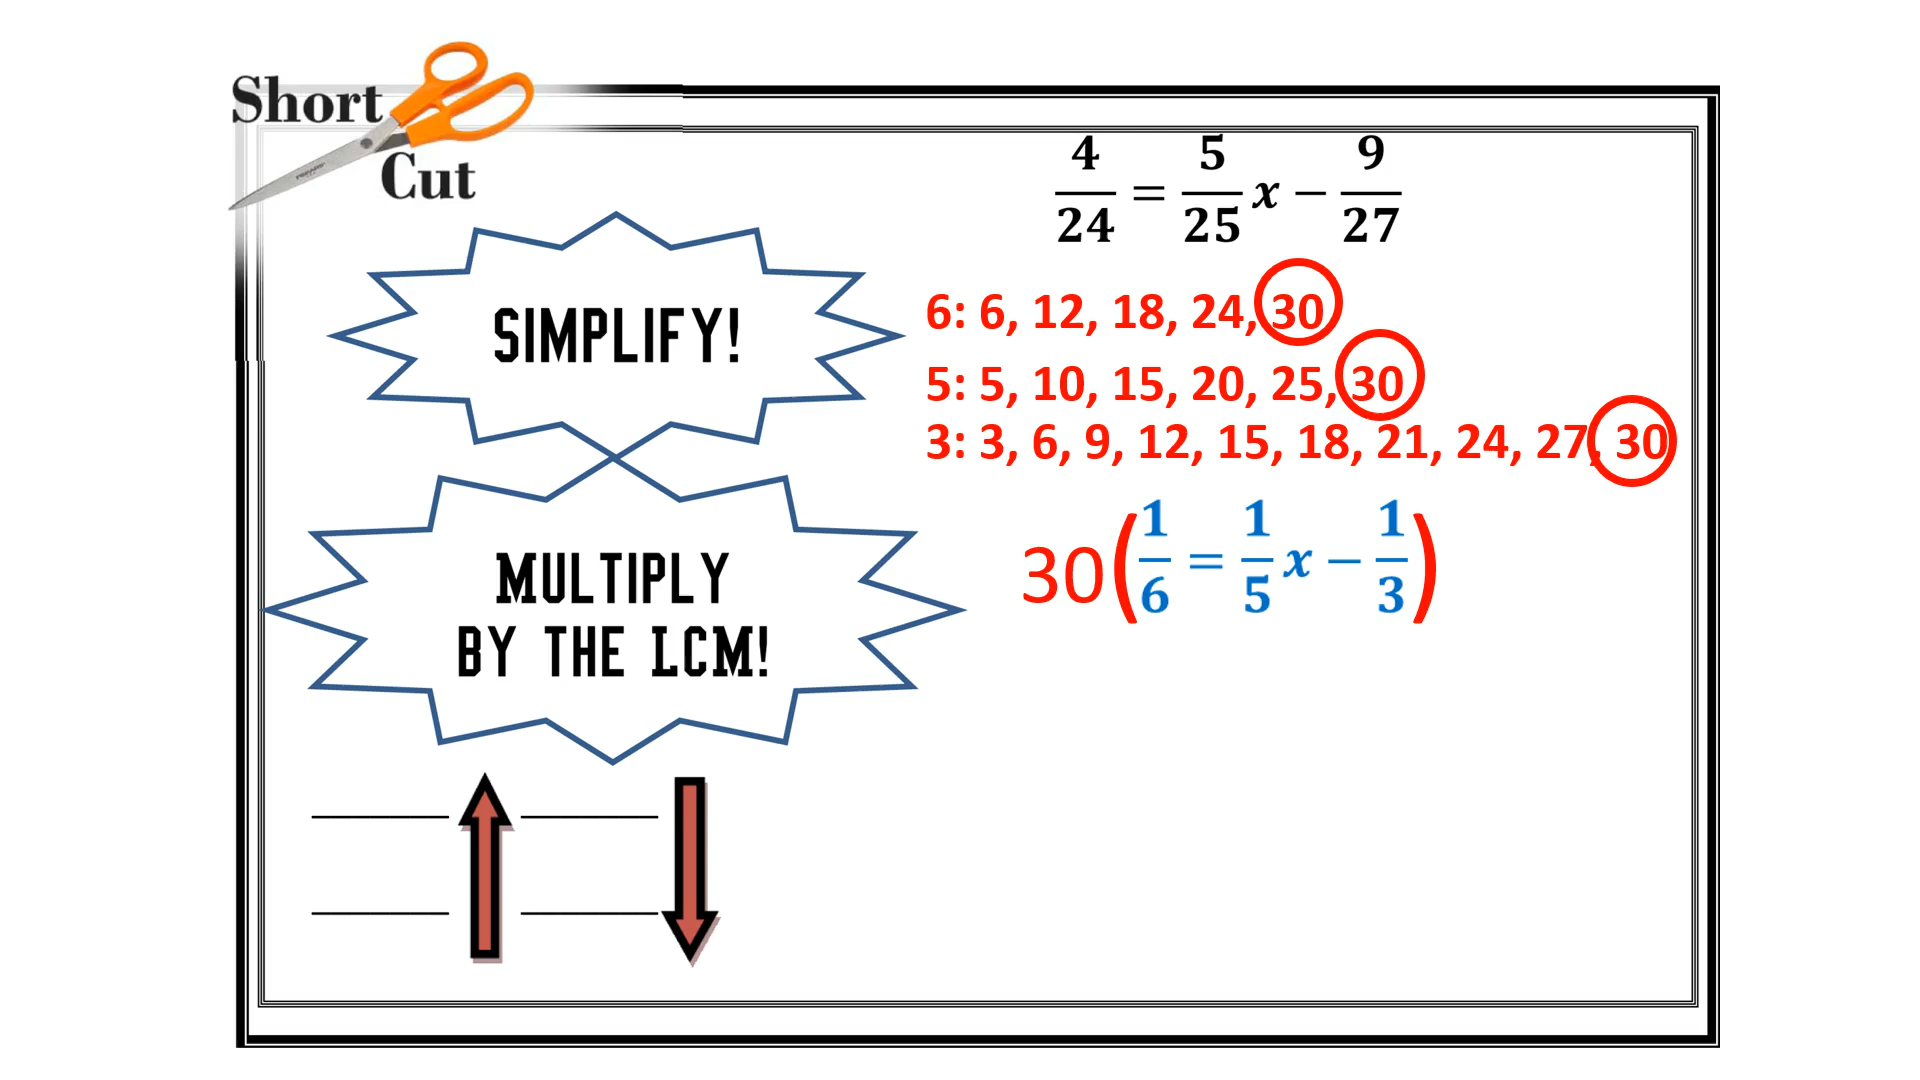 Short
Cut
4/24 = 5/25 x − 9/27
SIMPLIFY!
6: 6, 12, 18, 24, 30
5: 5, 10, 15, 20, 25, 30
3: 3, 6, 9, 12, 15, 18, 21, 24, 27, 30
30(1/6 = 1/5 x − 1/3)
MULTIPLY
BY THE LCM!